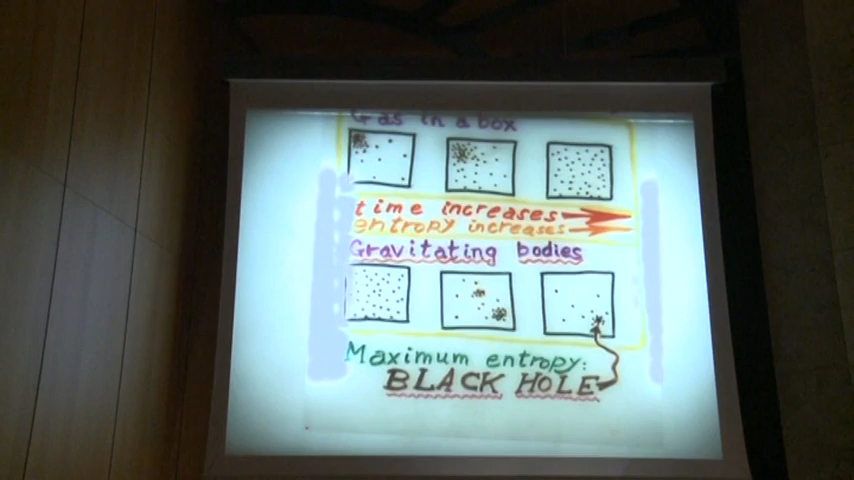 Gas in a box
time increases
entropy increases
Gravitating bodies
Maximum entropy:
BLACK HOLE